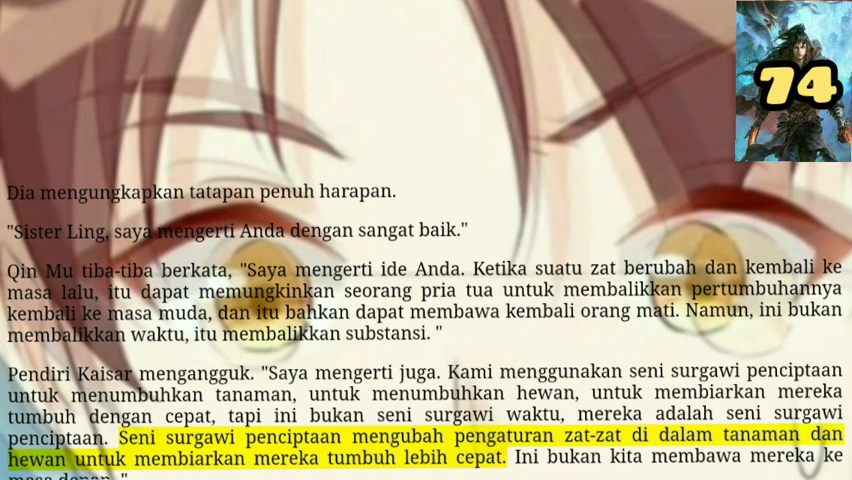 74
Dia mengungkapkan tatapan penuh harapan.
"Sister Ling, saya mengerti Anda dengan sangat baik."
Qin Mu tiba-tiba berkata, "Saya mengerti ide Anda. Ketika suatu zat berubah dan kembali ke
masa lalu, itu dapat memungkinkan seorang pria tua untuk membalikkan pertumbuhannya
kembali ke masa muda, dan itu bahkan dapat membawa kembali orang mati. Namun, ini bukan
membalikkan waktu, itu membalikkan substansi. "
Pendiri Kaisar mengangguk. "Saya mengerti juga. Kami menggunakan seni surgawi penciptaan
untuk menumbuhkan tanaman, untuk menumbuhkan hewan, untuk membiarkan mereka
tumbuh dengan cepat, tapi ini bukan seni surgawi waktu, mereka adalah seni surgawi
penciptaan. Seni surgawi penciptaan mengubah pengaturan zat-zat di dalam tanaman dan
hewan untuk membiarkan mereka tumbuh lebih cepat. Ini bukan kita membawa mereka ke
masa depan. "